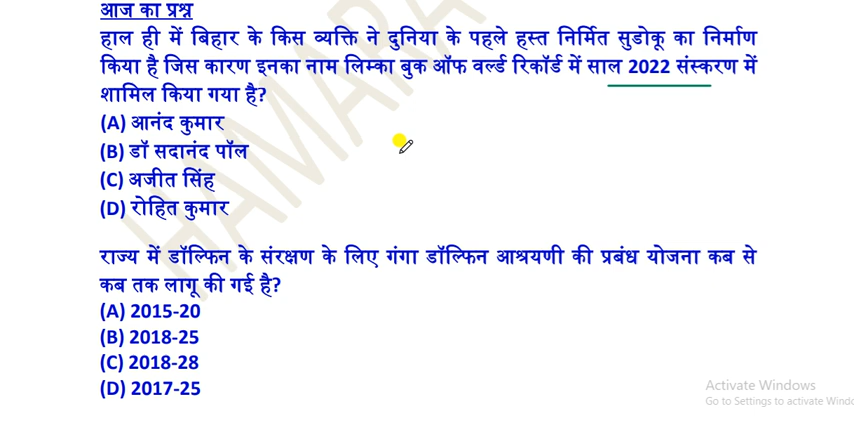 आज का प्रश्न
हाल ही में बिहार के किस व्यक्ति ने दुनिया के पहले हस्त निर्मित सुडोकू का निर्माण
किया है जिस कारण इनका नाम लिम्का बुक ऑफ वर्ल्ड रिकॉर्ड में साल 2022 संस्करण में
शामिल किया गया है?
(A) आनंद कुमार
(B) डॉ सदानंद पॉल
(C) अजीत सिंह
(D) रोहित कुमार
राज्य में डॉल्फिन के संरक्षण के लिए गंगा डॉल्फिन आश्रयणी की प्रबंध योजना कब से
कब तक लागू की गई है?
(A) 2015-20
(B) 2018-25
(C) 2018-28
(D) 2017-25
Activate Windows
Go to Settings to activate Windo
HAMARA